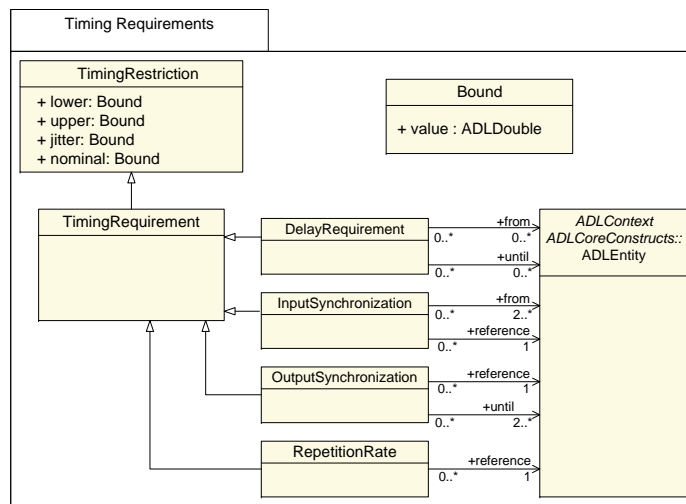 Timing Requirements
TimingRestriction
+ lower: Bound
+ upper: Bound
+ jitter: Bound
+ nominal: Bound
Bound
+ value : ADLDouble
TimingRequirement
DelayRequirement
+from
0..* 0..*
+until
0..* 0..*
ADLContext
ADLCoreConstructs::
ADLEntity
InputSynchronization
+from
0..* 2..*
+reference
0..* 1
OutputSynchronization
+reference
0..* 1
+until
0..* 2..*
RepetitionRate
+reference
0..* 1